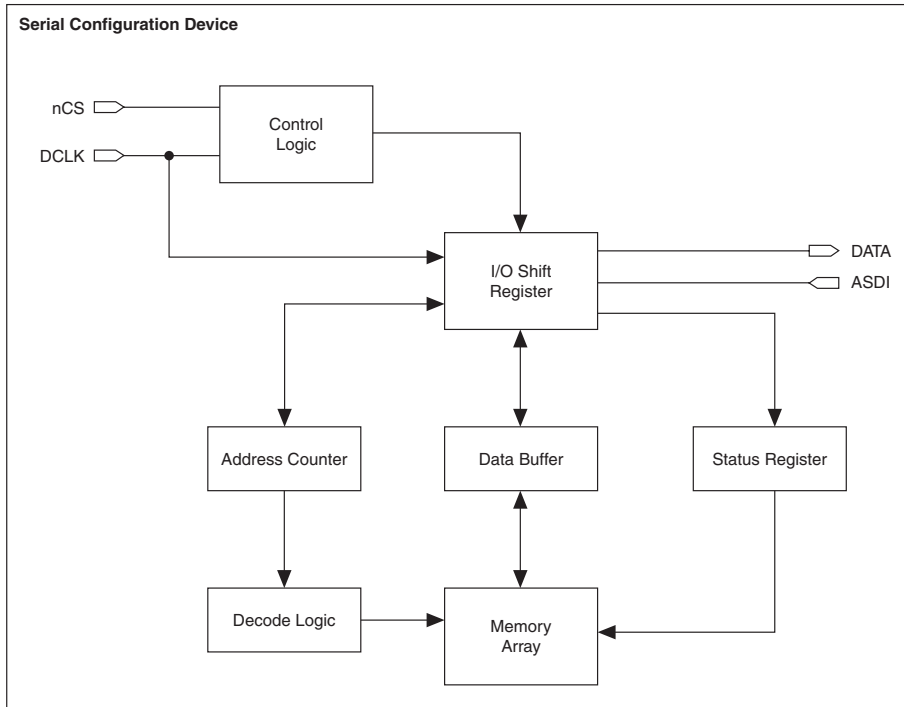 Serial Configuration Device
nCS
DCLK
Control
Logic
I/O Shift
Register
DATA
ASDI
Address Counter
Data Buffer
Status Register
Decode Logic
Memory
Array